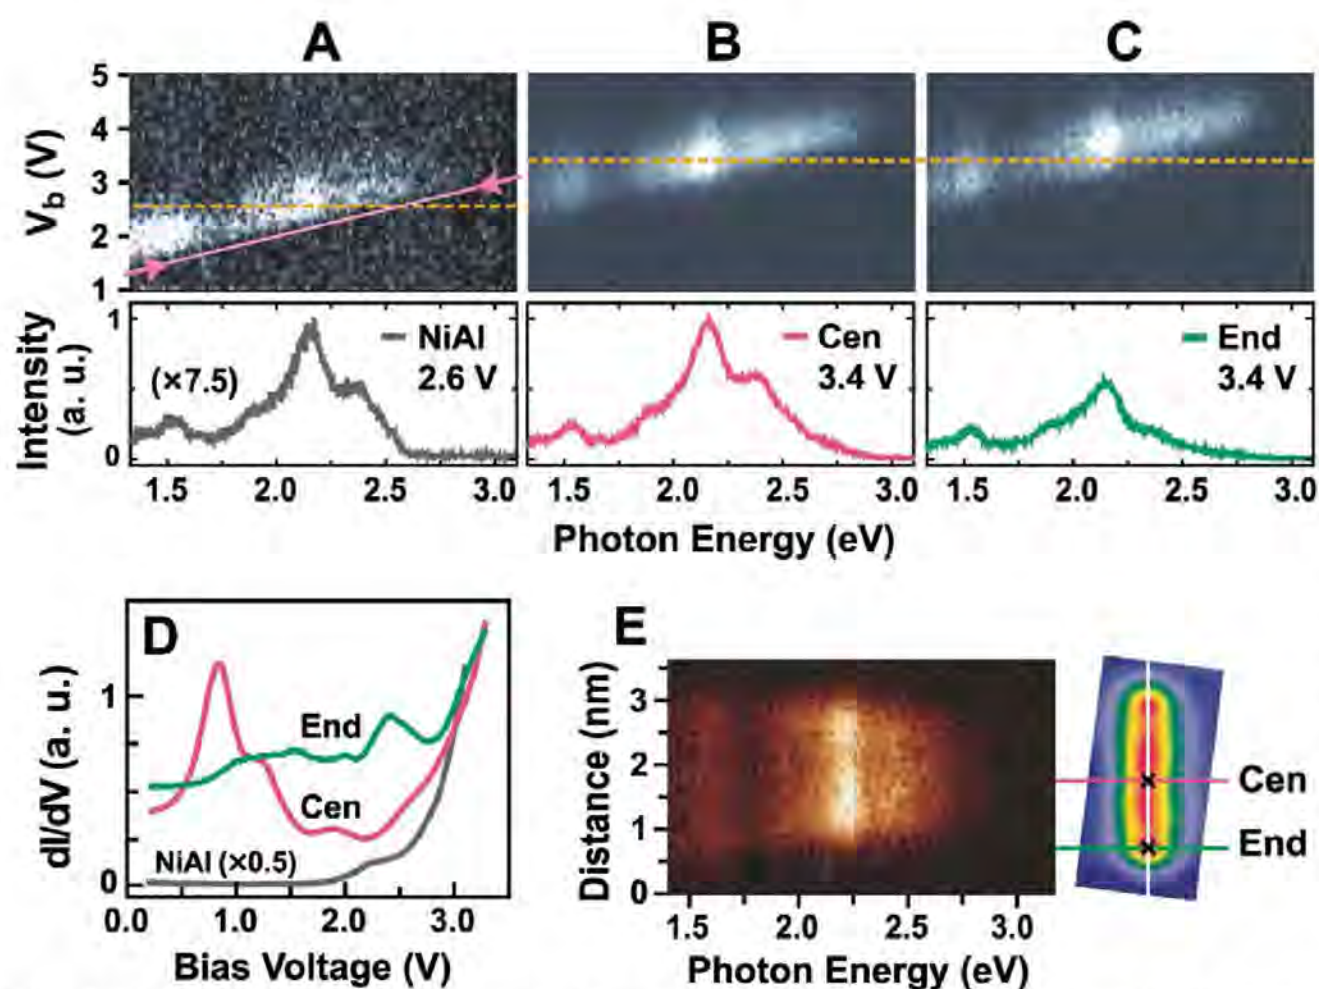 A B C
5
4
3
2
1
V_b (V)
1
0
Intensity
(a. u.)
(×7.5)
NiAl
2.6 V
Cen
3.4 V
End
3.4 V
1.5 2.0 2.5 3.0 1.5 2.0 2.5 3.0 1.5 2.0 2.5 3.0
Photon Energy (eV)
D
1
0
dI/dV (a. u.)
End
Cen
NiAl (×0.5)
0.0 1.0 2.0 3.0
Bias Voltage (V)
E
3
2
1
0
Distance (nm)
1.5 2.0 2.5 3.0
Photon Energy (eV)
Cen
End